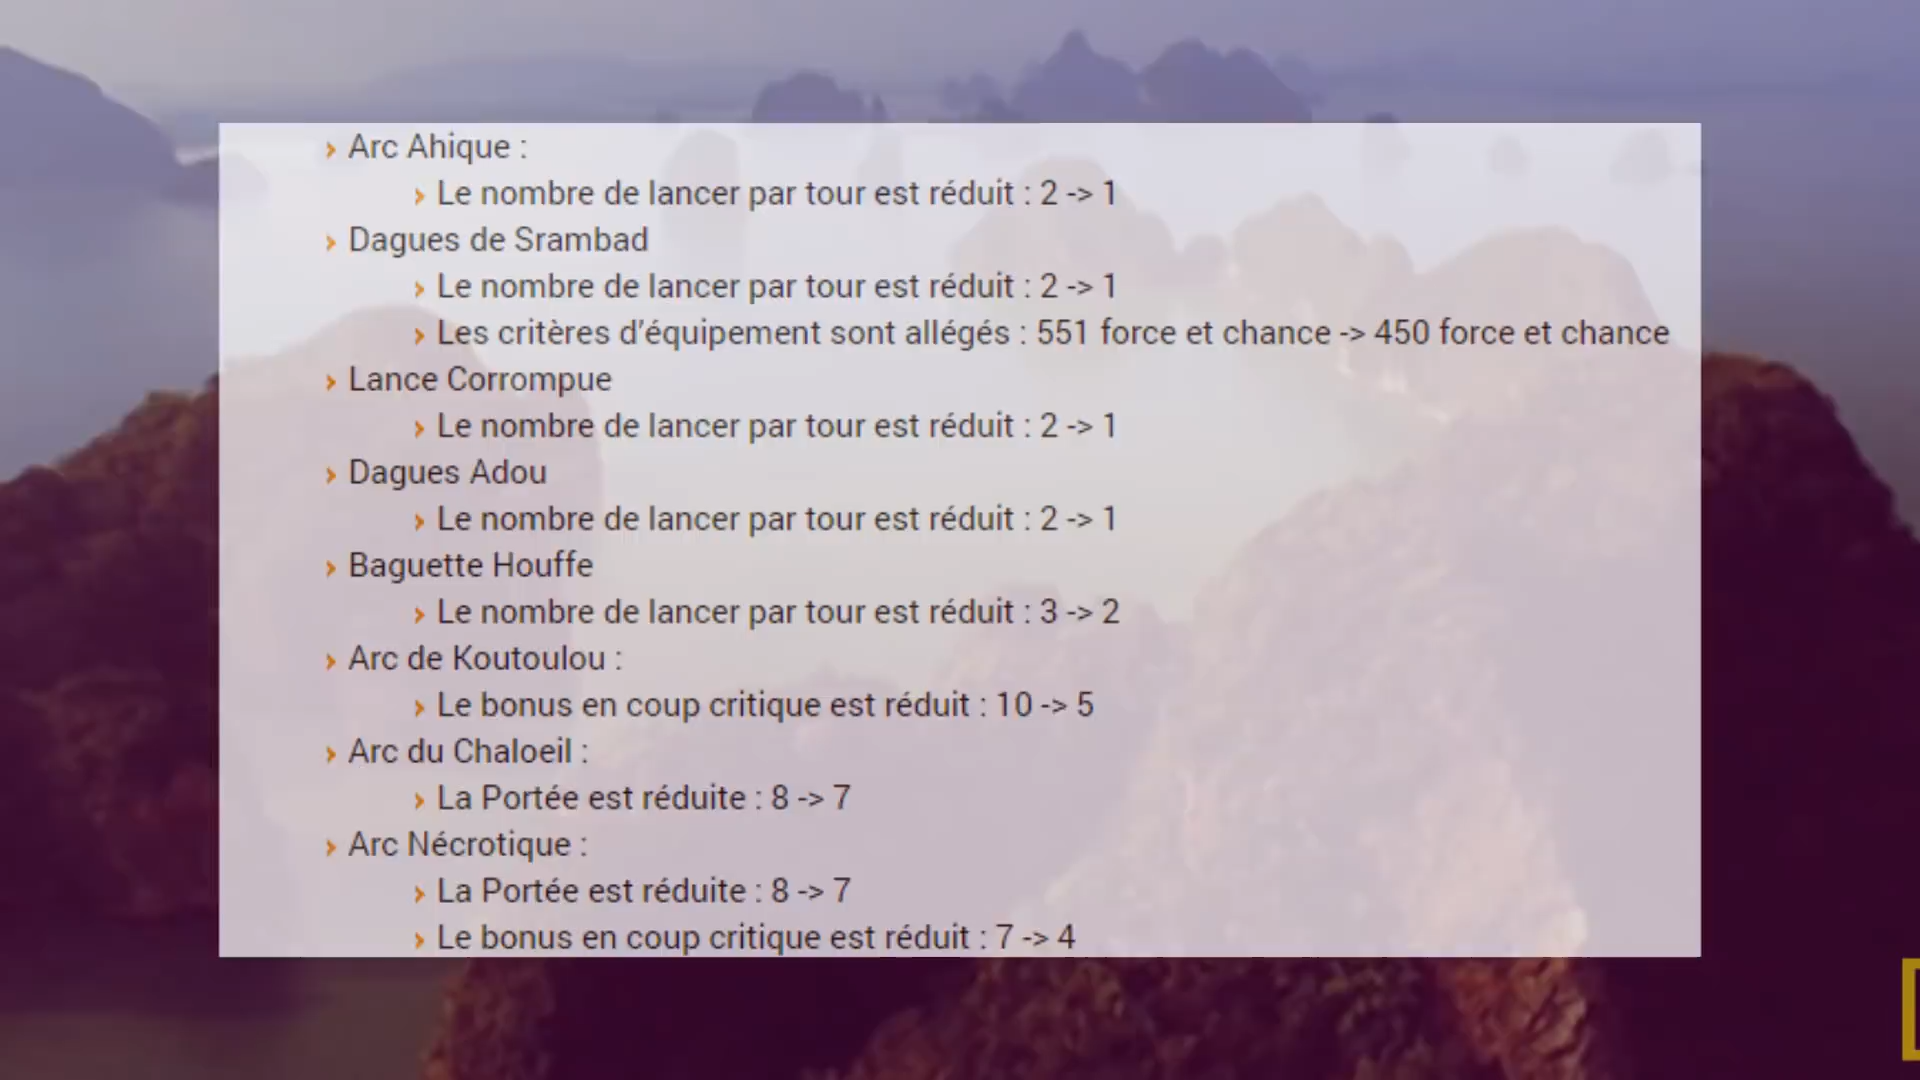 › Arc Ahique :
› Le nombre de lancer par tour est réduit : 2 -> 1
› Dagues de Srambad
› Le nombre de lancer par tour est réduit : 2 -> 1
› Les critères d'équipement sont allégés : 551 force et chance -> 450 force et chance
› Lance Corrompue
› Le nombre de lancer par tour est réduit : 2 -> 1
› Dagues Adou
› Le nombre de lancer par tour est réduit : 2 -> 1
› Baguette Houffe
› Le nombre de lancer par tour est réduit : 3 -> 2
› Arc de Koutoulou :
› Le bonus en coup critique est réduit : 10 -> 5
› Arc du Chaloeil :
› La Portée est réduite : 8 -> 7
› Arc Nécrotique :
› La Portée est réduite : 8 -> 7
› Le bonus en coup critique est réduit : 7 -> 4